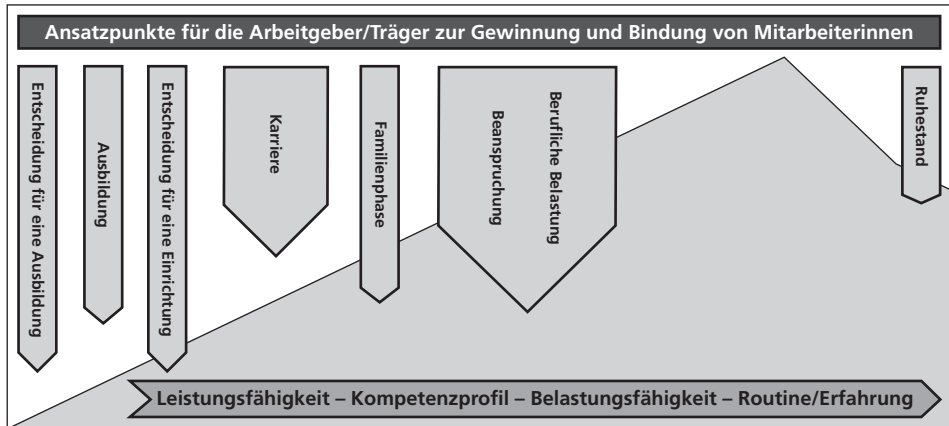 Ansatzpunkte für die Arbeitgeber/Träger zur Gewinnung und Bindung von Mitarbeiterinnen
Entscheidung für eine Ausbildung
Ausbildung
Entscheidung für eine Einrichtung
Karriere
Familienphase
Berufliche Belastung
Beanspruchung
Ruhestand
Leistungsfähigkeit – Kompetenzprofil – Belastungsfähigkeit – Routine/Erfahrung